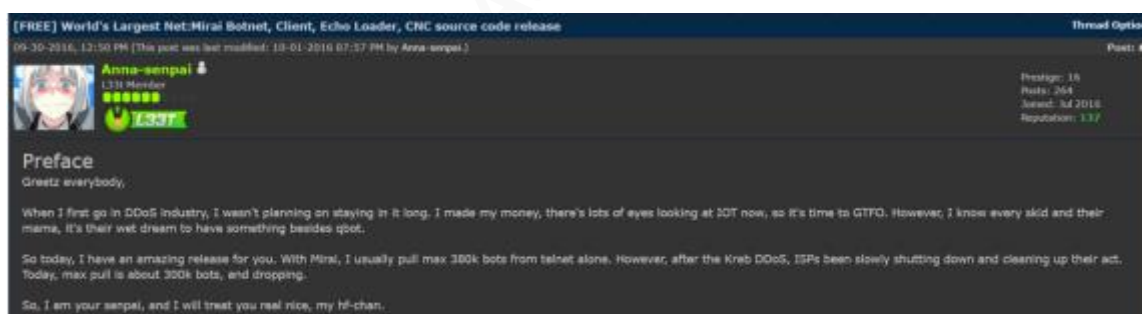 [FREE] World's Largest Net:Mirai Botnet, Client, Echo Loader, CNC source code release
Thread Optio
09-30-2016, 12:50 PM (This post was last modified: 10-01-2016 07:57 PM by Anna-senpai.)
Post:
Anna-senpai
L33t Member
L33T
Prestige: 16
Posts: 264
Joined: Jul 2016
Reputation: 137
Preface
Greetz everybody,
When I first go in DDoS industry, I wasn't planning on staying in it long. I made my money, there's lots of eyes looking at IOT now, so it's time to GTFO. However, I know every skid and their
mama, it's their wet dream to have something besides qbot.
So today, I have an amazing release for you. With Mirai, I usually pull max 380k bots from telnet alone. However, after the Kreb DDoS, ISPs been slowly shutting down and cleaning up their act.
Today, max pull is about 300k bots, and dropping.
So, I am your senpai, and I will treat you real nice, my hf-chan.